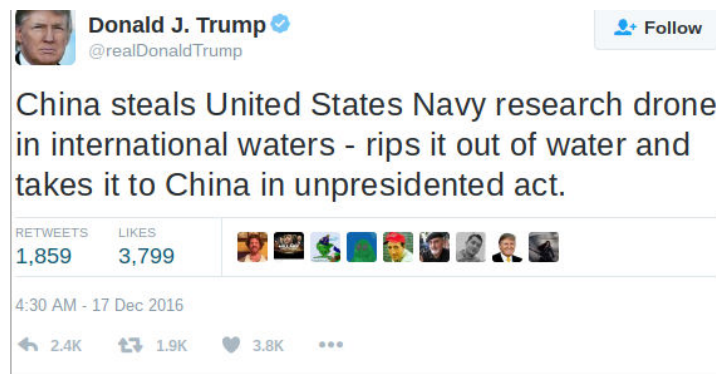 Donald J. Trump
Follow
@realDonaldTrump
China steals United States Navy research drone
in international waters - rips it out of water and
takes it to China in unpresidented act.
RETWEETS LIKES
1,859 3,799
4:30 AM - 17 Dec 2016
2.4K 1.9K 3.8K